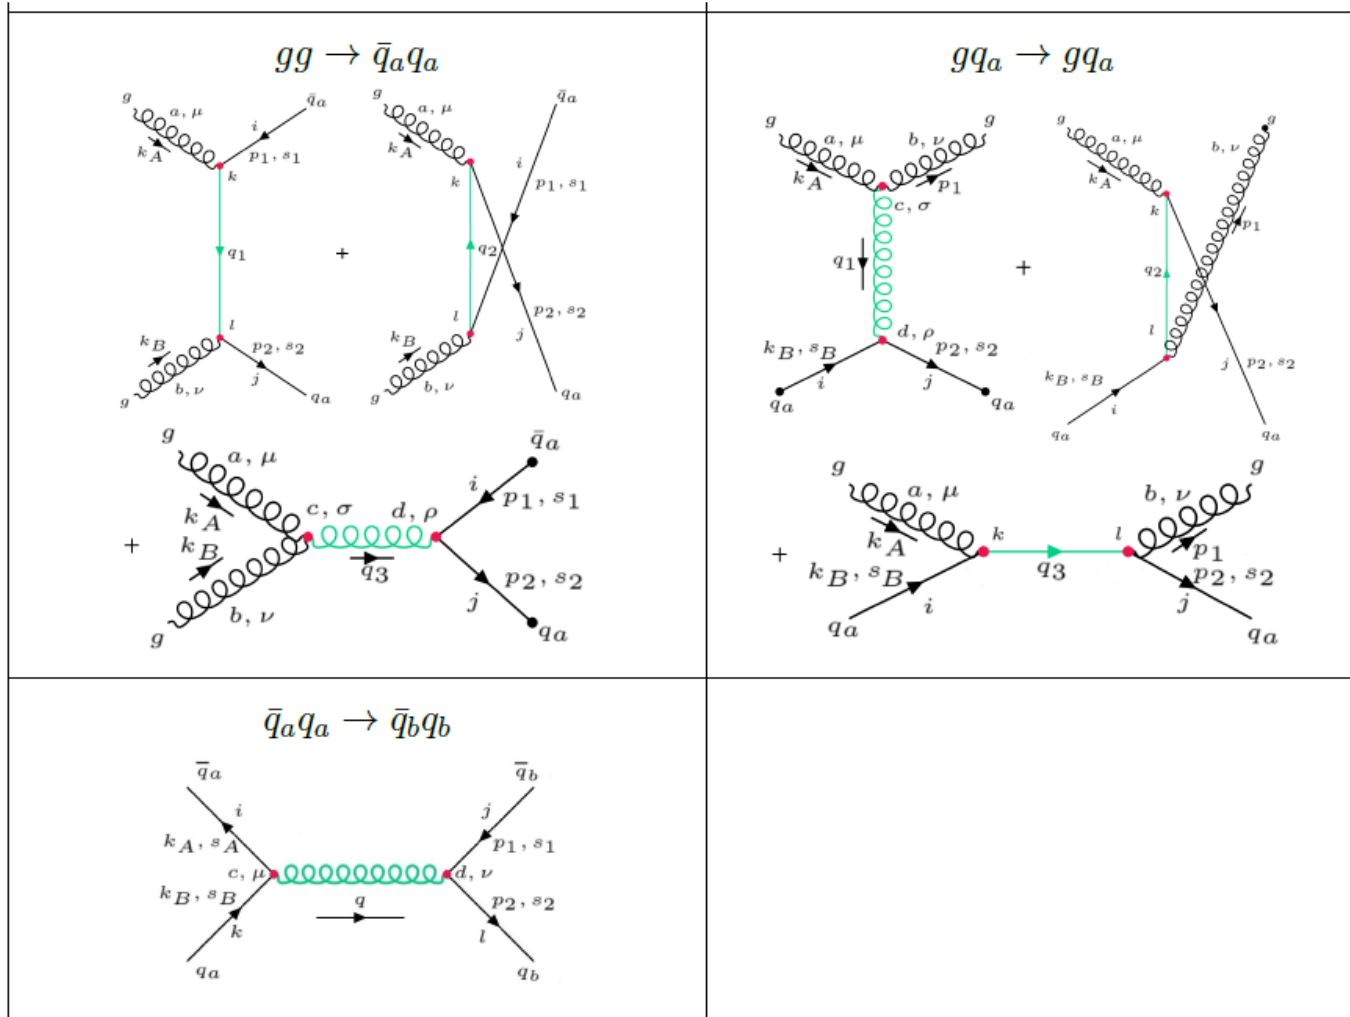 gg → q̄ₐqₐ
g
a, μ
k_A
q̄ₐ
i
p₁, s₁
k
q₁
l
k_B
b, ν
g
p₂, s₂
j
qₐ
+
g
a, μ
k_A
k
q̄ₐ
i
p₁, s₁
q₂
l
k_B
b, ν
g
p₂, s₂
j
qₐ
+
g
a, μ
k_A
k_B
b, ν
g
c, σ
d, ρ
q₃
q̄ₐ
i
p₁, s₁
p₂, s₂
j
qₐ
gqₐ → gqₐ
g
a, μ
k_A
b, ν
g
p₁
c, σ
q₁
d, ρ
k_B, s_B
i
qₐ
p₂, s₂
j
qₐ
+
g
a, μ
k_A
k
b, ν
g
p₁
q₂
l
k_B, s_B
i
qₐ
j
p₂, s₂
qₐ
+
g
a, μ
k_A
k_B, s_B
i
qₐ
k
q₃
l
b, ν
g
p₁
p₂, s₂
j
qₐ
q̄ₐqₐ → q̄_bq_b
q̄ₐ
i
k_A, s_A
c, μ
k_B, s_B
k
qₐ
q
q̄_b
j
p₁, s₁
d, ν
p₂, s₂
l
q_b